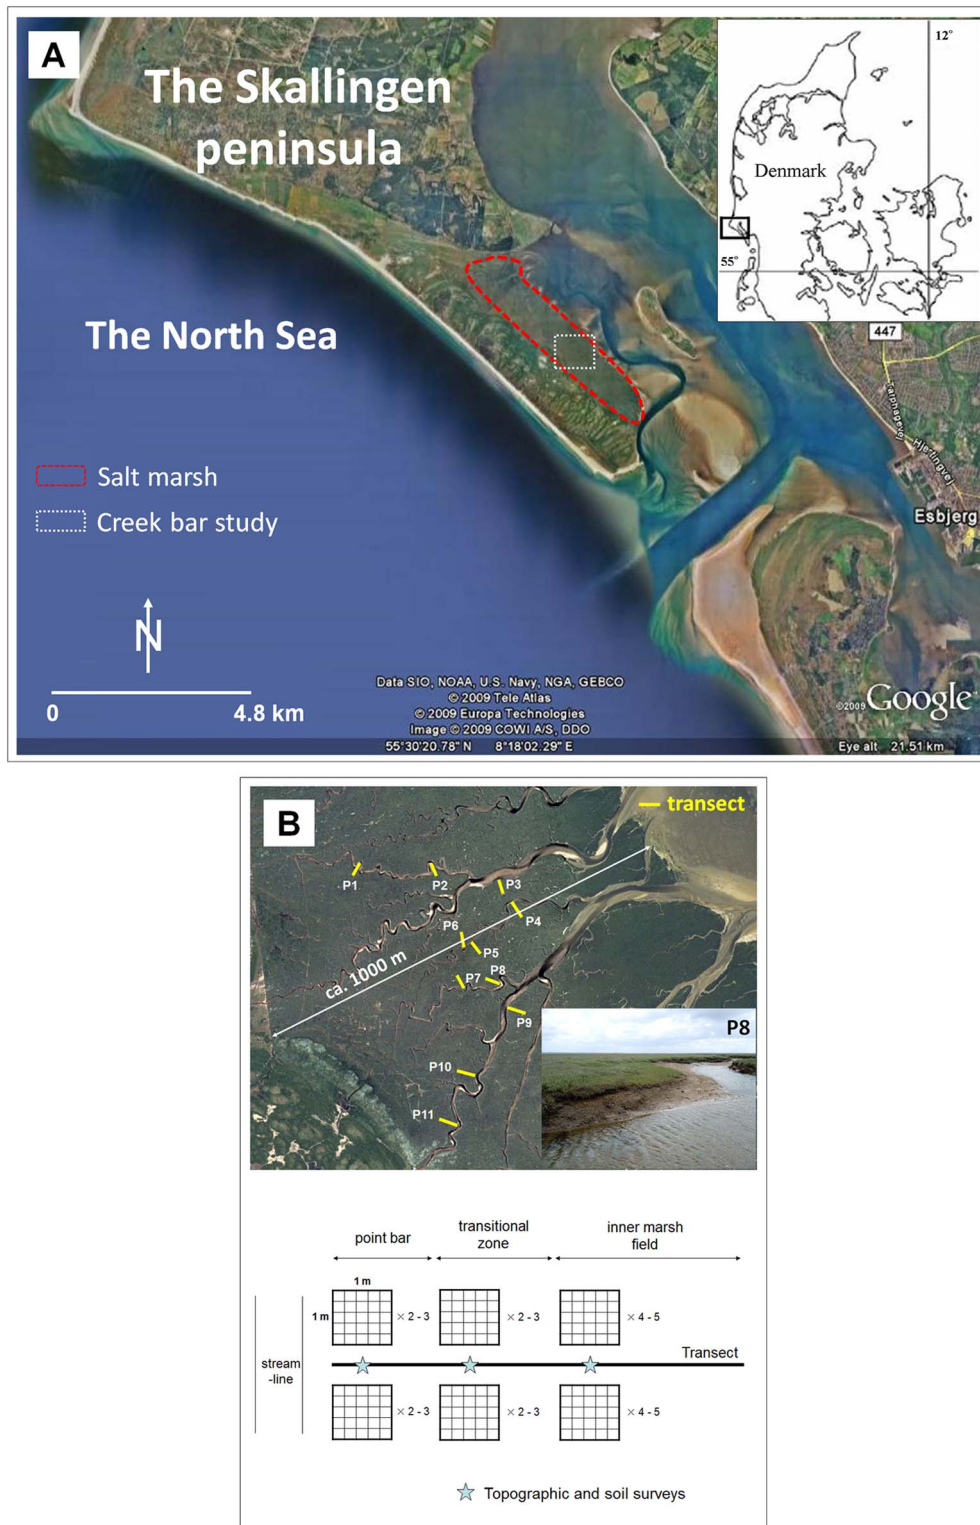 A
The Skallingen
peninsula
12°
Denmark
55°
The North Sea
447
Tarphagevej
Hjertingvej
Esbjerg
Salt marsh
Creek bar study
N
0 4.8 km
Data SIO, NOAA, U.S. Navy, NGA, GEBCO
© 2009 Tele Atlas
© 2009 Europa Technologies
Image © 2009 COWI A/S, DDO
55°30'20.78" N 8°18'02.29" E
©2009 Google
Eye alt 21.51 km
B
transect
P1
P2
P3
P4
P6
P5
ca. 1000 m
P7
P8
P9
P8
P10
P11
point bar
transitional
zone
inner marsh
field
1 m
1 m
× 2 - 3
× 2 - 3
× 4 - 5
stream
-line
Transect
× 2 - 3
× 2 - 3
× 4 - 5
Topographic and soil surveys